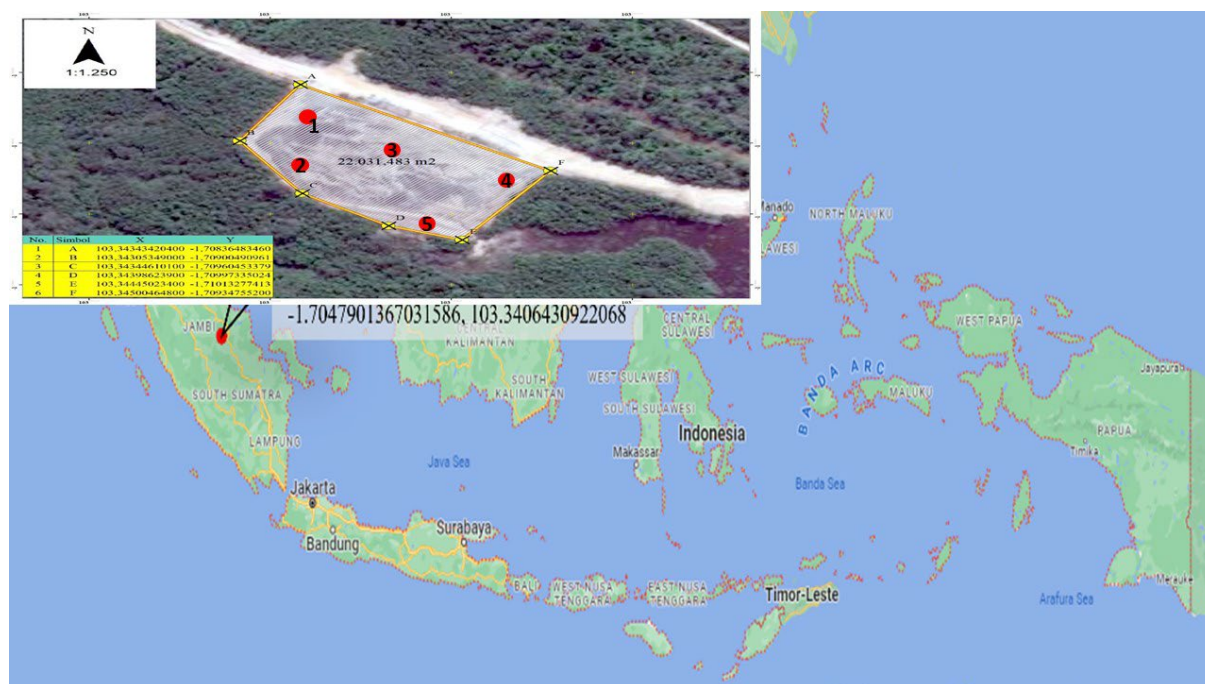 N
1:1.250
A
B
C
D
E
F
1
2
3
4
5
22.031,483 m2
No. Simbol X Y
1 A 103,34343420400 -1,70836483460
2 B 103,34305349000 -1,70900490961
3 C 103,34344610100 -1,70960453379
4 D 103,34398623900 -1,70997335024
5 E 103,34445023400 -1,71013277413
6 F 103,34500464800 -1,70934755200
-1.7047901367031586, 103.3406430922068
JAMBI
SOUTH SUMATRA
LAMPUNG
CENTRAL
KALIMANTAN
SOUTH
KALIMANTAN
CENTRAL
SULAWESI
WEST SULAWESI
SOUTH SULAWESI
Makassar
Indonesia
Manado
NORTH MALUKU
WEST PAPUA
BANDA ARC
MALUKU
Jayapura
PAPUA
Timika
Java Sea
Banda Sea
Jakarta
Bandung
Surabaya
BALI
WEST NUSA
TENGGARA
EAST NUSA
TENGGARA
Timor-Leste
Arafura Sea
Merauke